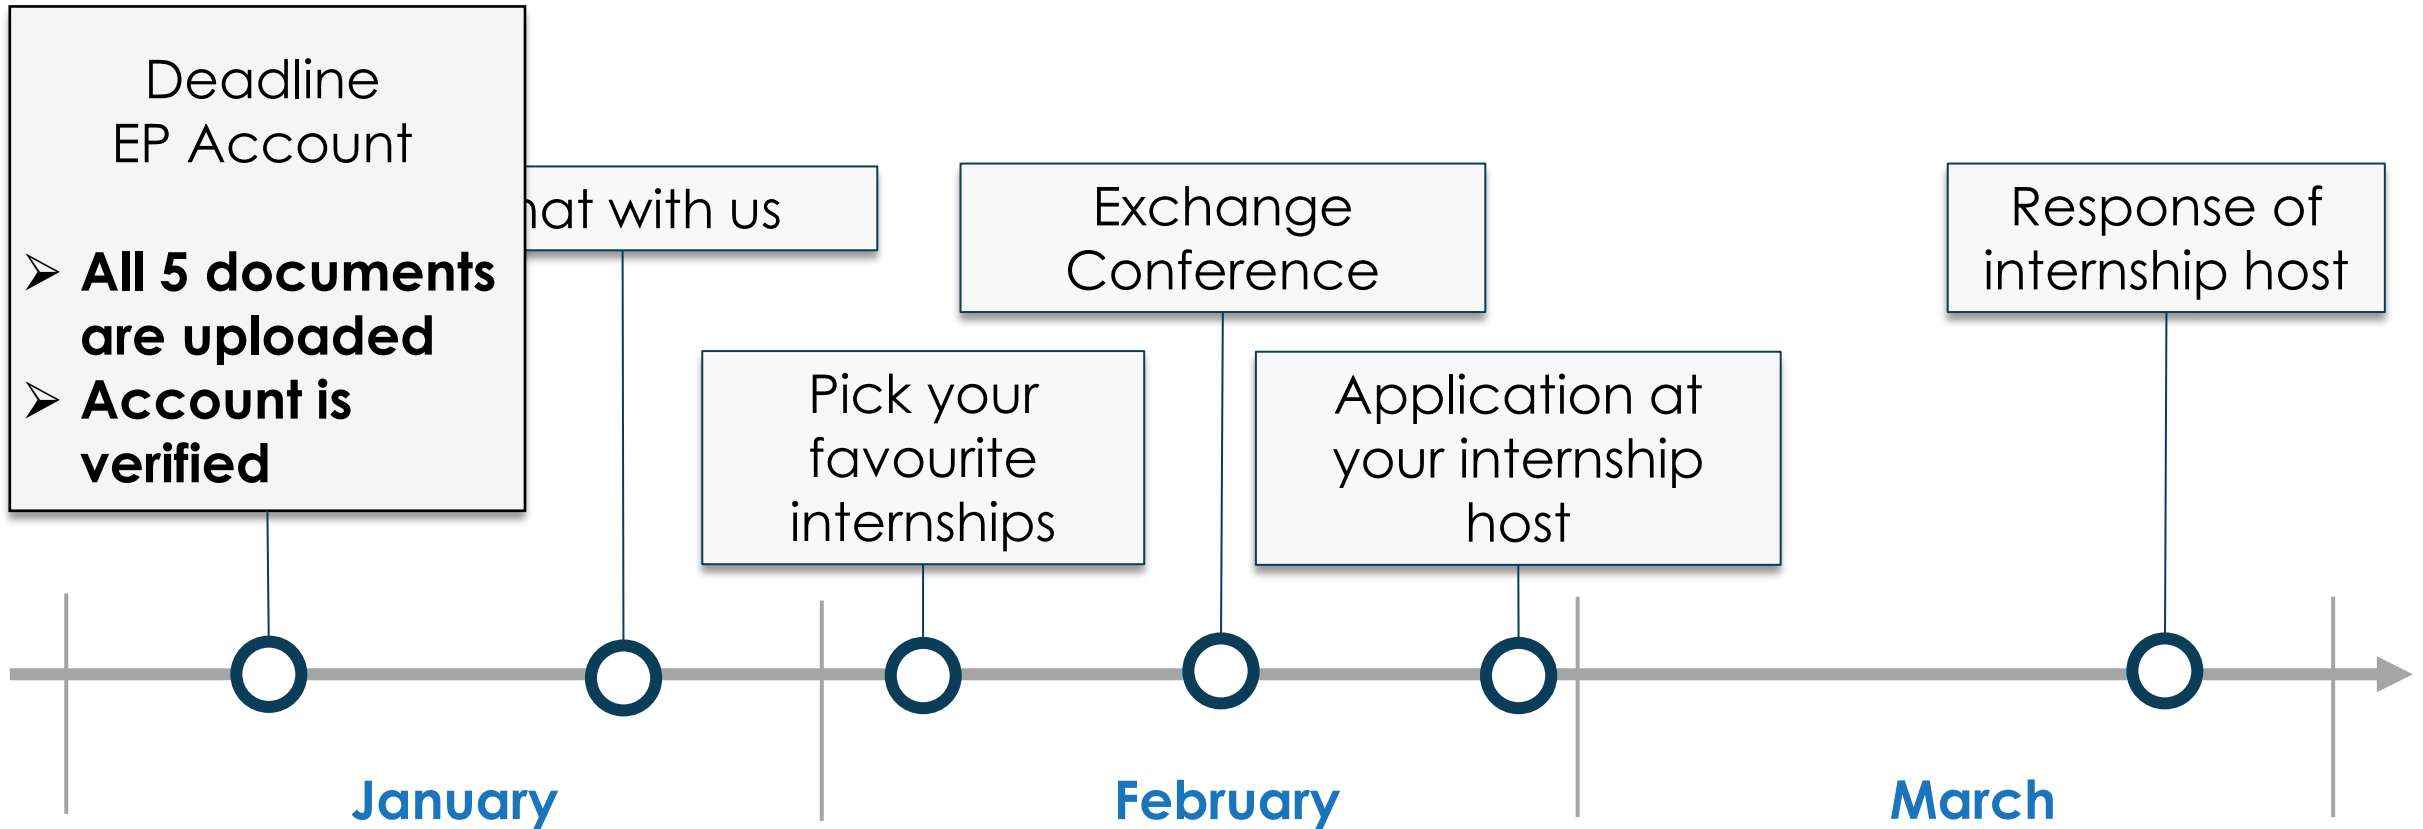 Deadline
EP Account
➢ All 5 documents
are uploaded
➢ Account is
verified
with us
Exchange
Conference
Response of
internship host
Pick your
favourite
internships
Application at
your internship
host
January
February
March